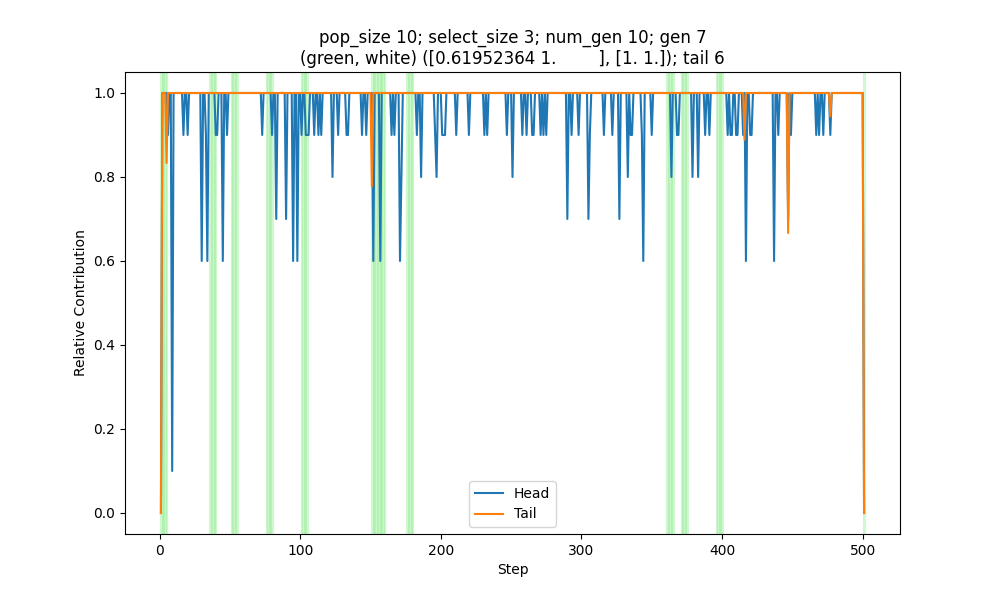 pop_size 10; select_size 3; num_gen 10; gen 7
(green, white) ([0.61952364 1.        ], [1. 1.]); tail 6
1.0
0.8
0.6
0.4
0.2
0.0
Relative Contribution
Head
Tail
0
100
200
300
400
500
Step